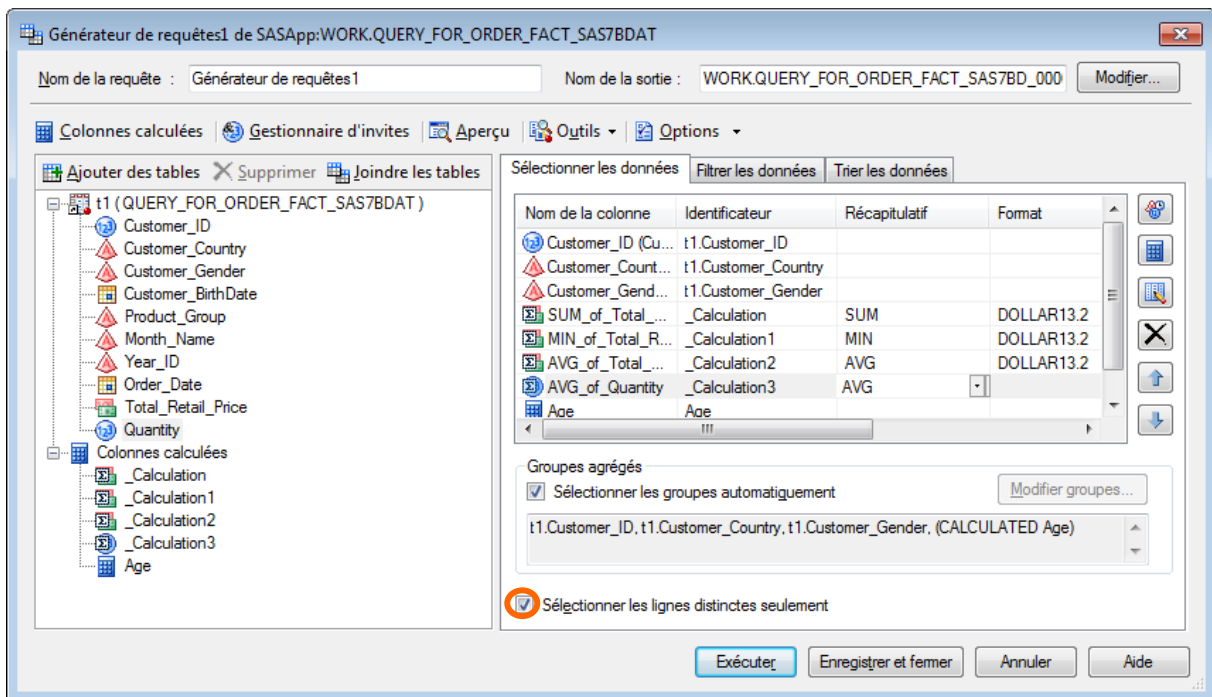 Générateur de requêtes1 de SASApp:WORK.QUERY_FOR_ORDER_FACT_SAS7BDAT
Nom de la requête : Générateur de requêtes1 Nom de la sortie : WORK.QUERY_FOR_ORDER_FACT_SAS7BD_000 Modifier...
Colonnes calculées Gestionnaire d'invites Aperçu Outils Options
Ajouter des tables Supprimer Joindre les tables
t1 ( QUERY_FOR_ORDER_FACT_SAS7BDAT )
Customer_ID
Customer_Country
Customer_Gender
Customer_BirthDate
Product_Group
Month_Name
Year_ID
Order_Date
Total_Retail_Price
Quantity
Colonnes calculées
_Calculation
_Calculation1
_Calculation2
_Calculation3
Age
Sélectionner les données Filtrer les données Trier les données
Nom de la colonne Identificateur Récapitulatif Format
Customer_ID (Cu... t1.Customer_ID
Customer_Count... t1.Customer_Country
Customer_Gend... t1.Customer_Gender
SUM_of_Total_... _Calculation SUM DOLLAR13.2
MIN_of_Total_R... _Calculation1 MIN DOLLAR13.2
AVG_of_Total_... _Calculation2 AVG DOLLAR13.2
AVG_of_Quantity _Calculation3 AVG
Age Age
Groupes agrégés
Sélectionner les groupes automatiquement Modifier groupes...
t1.Customer_ID, t1.Customer_Country, t1.Customer_Gender, (CALCULATED Age)
Sélectionner les lignes distinctes seulement
Exécuter Enregistrer et fermer Annuler Aide